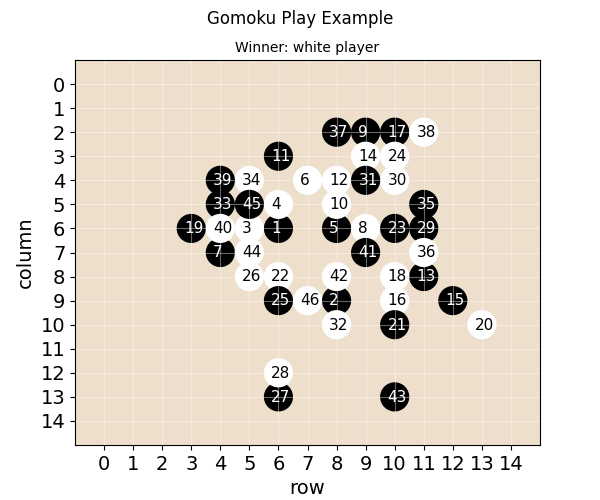 Gomoku Play Example
Winner: white player
0
1
2 37 9 17 38
3 11 14 24
4 39 34 6 12 31 30
5 33 45 4 10 35
6 19 40 3 1 5 8 23 29
7 7 44 41 36
8 26 22 42 18 13
9 25 46 2 16 15
10 32 21 20
11
12 28
13 27 43
14
column
0 1 2 3 4 5 6 7 8 9 10 11 12 13 14
row